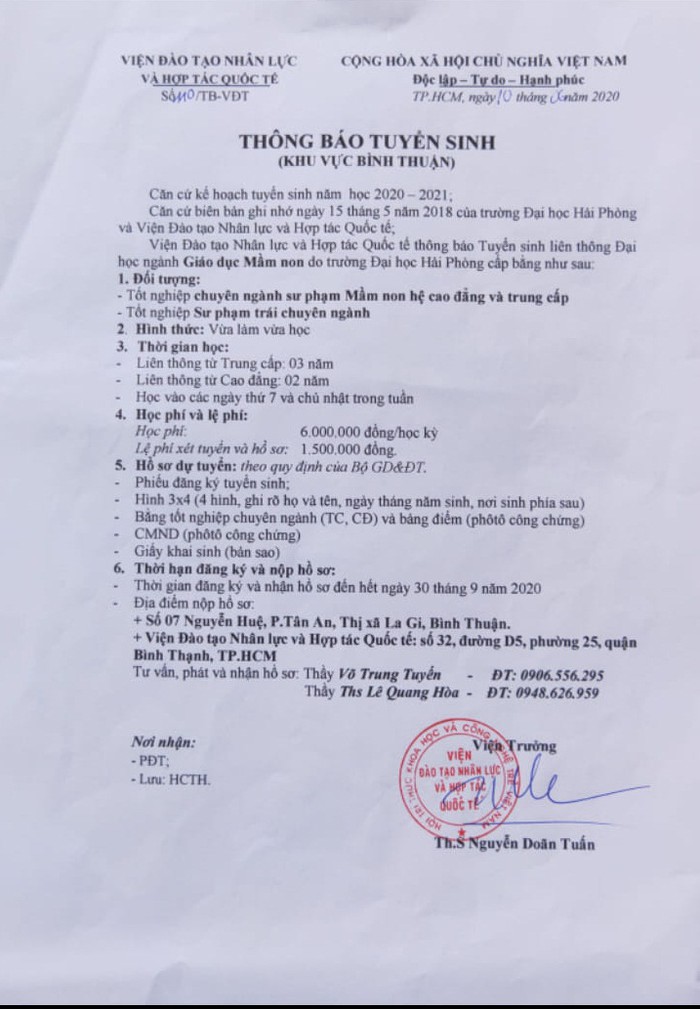 VIỆN ĐÀO TẠO NHÂN LỰC
VÀ HỢP TÁC QUỐC TẾ
Số 110/TB-VĐT
CỘNG HÒA XÃ HỘI CHỦ NGHĨA VIỆT NAM
Độc lập – Tự do – Hạnh phúc
TP.HCM, ngày 10 tháng năm 2020
THÔNG BÁO TUYỂN SINH
(KHU VỰC BÌNH THUẬN)
Căn cứ kế hoạch tuyển sinh năm học 2020 – 2021;
Căn cứ biên bản ghi nhớ ngày 15 tháng 5 năm 2018 của trường Đại học Hải Phòng
và Viện Đào tạo Nhân lực và Hợp tác Quốc tế;
Viện Đào tạo Nhân lực và Hợp tác Quốc tế thông báo Tuyển sinh liên thông Đại
học ngành Giáo dục Mầm non do trường Đại học Hải Phòng cấp bằng như sau:
1. Đối tượng:
- Tốt nghiệp chuyên ngành sư phạm Mầm non hệ cao đẳng và trung cấp
- Tốt nghiệp Sư phạm trái chuyên ngành
2. Hình thức: Vừa làm vừa học
3. Thời gian học:
- Liên thông từ Trung cấp: 03 năm
- Liên thông từ Cao đẳng: 02 năm
- Học vào các ngày thứ 7 và chủ nhật trong tuần
4. Học phí và lệ phí:
Học phí: 6.000.000 đồng/học kỳ
Lệ phí xét tuyển và hồ sơ: 1.500.000 đồng.
5. Hồ sơ dự tuyển: theo quy định của Bộ GD&ĐT.
- Phiếu đăng ký tuyển sinh;
- Hình 3x4 (4 hình, ghi rõ họ và tên, ngày tháng năm sinh, nơi sinh phía sau)
- Bằng tốt nghiệp chuyên ngành (TC, CĐ) và bảng điểm (phôtô công chứng)
- CMND (phôtô công chứng)
- Giấy khai sinh (bản sao)
6. Thời hạn đăng ký và nộp hồ sơ:
- Thời gian đăng ký và nhận hồ sơ đến hết ngày 30 tháng 9 năm 2020
- Địa điểm nộp hồ sơ:
+ Số 07 Nguyễn Huệ, P.Tân An, Thị xã La Gi, Bình Thuận.
+ Viện Đào tạo Nhân lực và Hợp tác Quốc tế: số 32, đường D5, phường 25, quận
Bình Thạnh, TP.HCM
Tư vấn, phát và nhận hồ sơ: Thầy Võ Trung Tuyển - ĐT: 0906.556.295
Thầy Ths Lê Quang Hòa - ĐT: 0948.626.959
Nơi nhận:
- PĐT;
- Lưu: HCTH.
Viện Trưởng
HỘI TRI THỨC KHOA HỌC VÀ CÔNG NGHỆ TRẺ VIỆT NAM
VIỆN
ĐÀO TẠO NHÂN LỰC
VÀ HỢP TÁC
QUỐC TẾ
Th.S Nguyễn Doãn Tuấn